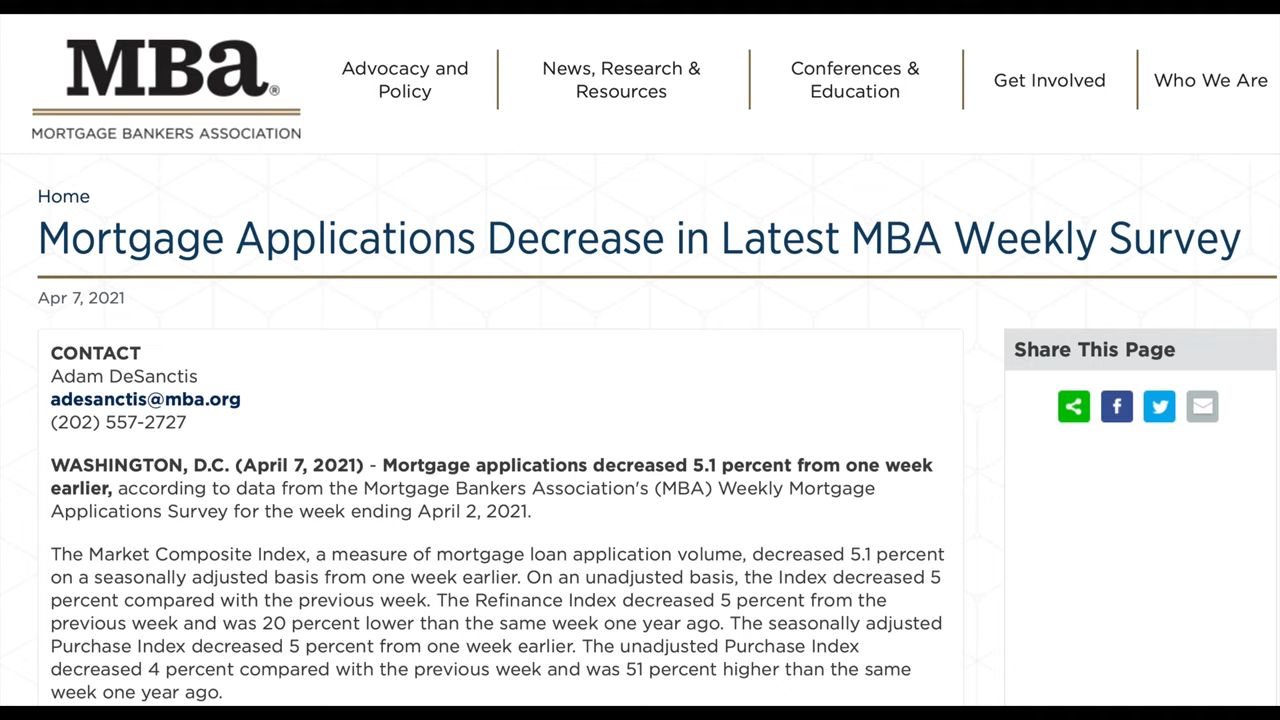 MBa®
MORTGAGE BANKERS ASSOCIATION
Advocacy and
Policy
News, Research &
Resources
Conferences &
Education
Get Involved
Who We Are
Home
Mortgage Applications Decrease in Latest MBA Weekly Survey
Apr 7, 2021
CONTACT
Adam DeSanctis
adesanctis@mba.org
(202) 557-2727
WASHINGTON, D.C. (April 7, 2021) - Mortgage applications decreased 5.1 percent from one week
earlier, according to data from the Mortgage Bankers Association's (MBA) Weekly Mortgage
Applications Survey for the week ending April 2, 2021.
The Market Composite Index, a measure of mortgage loan application volume, decreased 5.1 percent
on a seasonally adjusted basis from one week earlier. On an unadjusted basis, the Index decreased 5
percent compared with the previous week. The Refinance Index decreased 5 percent from the
previous week and was 20 percent lower than the same week one year ago. The seasonally adjusted
Purchase Index decreased 5 percent from one week earlier. The unadjusted Purchase Index
decreased 4 percent compared with the previous week and was 51 percent higher than the same
week one year ago.
Share This Page